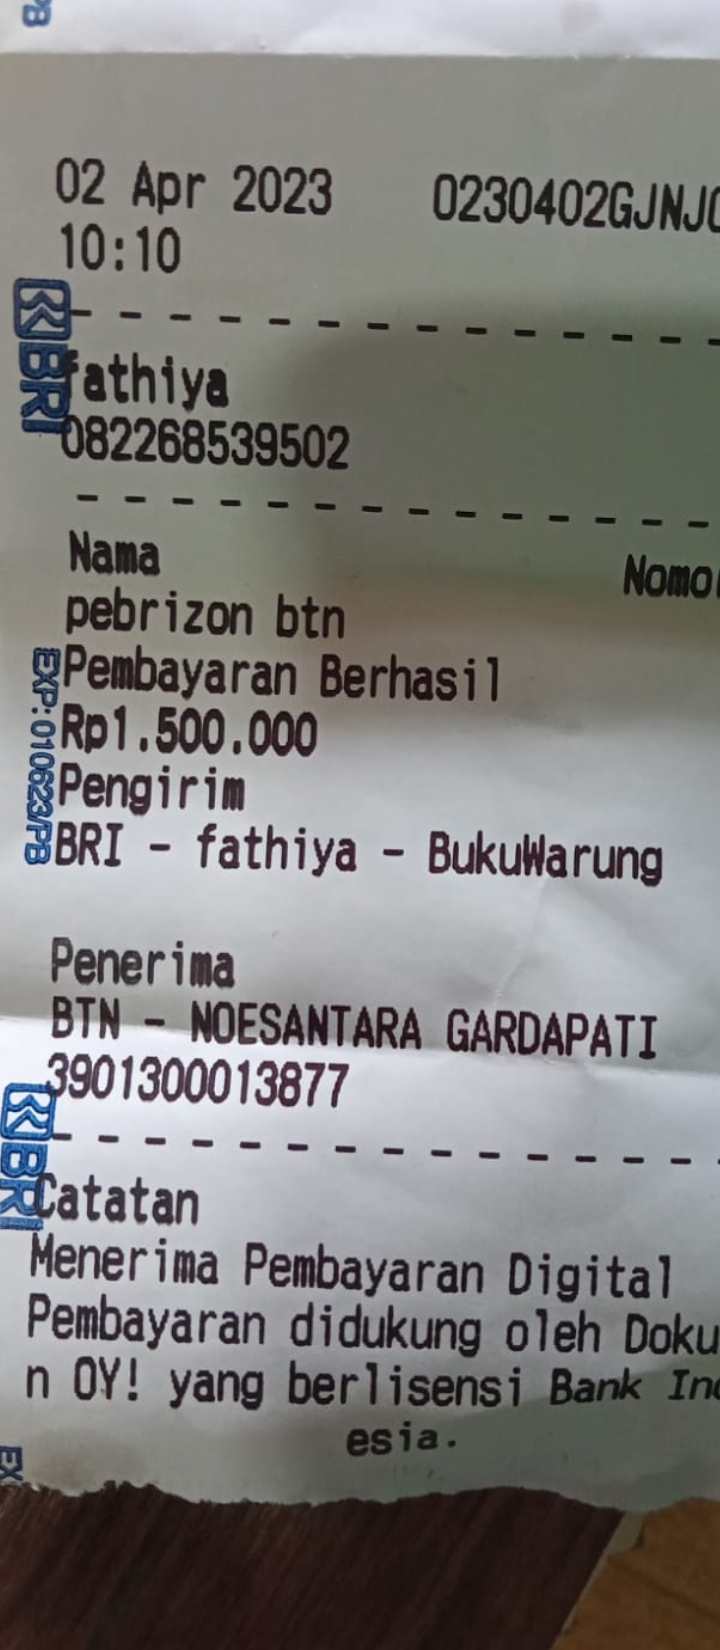 02 Apr 2023 0230402GJNJ
10:10
BRI
fathiya
082268539502
Nama Nomo
pebrizon btn
Pembayaran Berhasil
Rp1.500.000
Pengirim
BRI - fathiya - BukuWarung
EXP: 010623/PB
Penerima
BTN - NOESANTARA GARDAPATI
3901300013877
BRI
Catatan
Menerima Pembayaran Digital
Pembayaran didukung oleh Doku
n OY! yang berlisensi Bank Ind
esia.